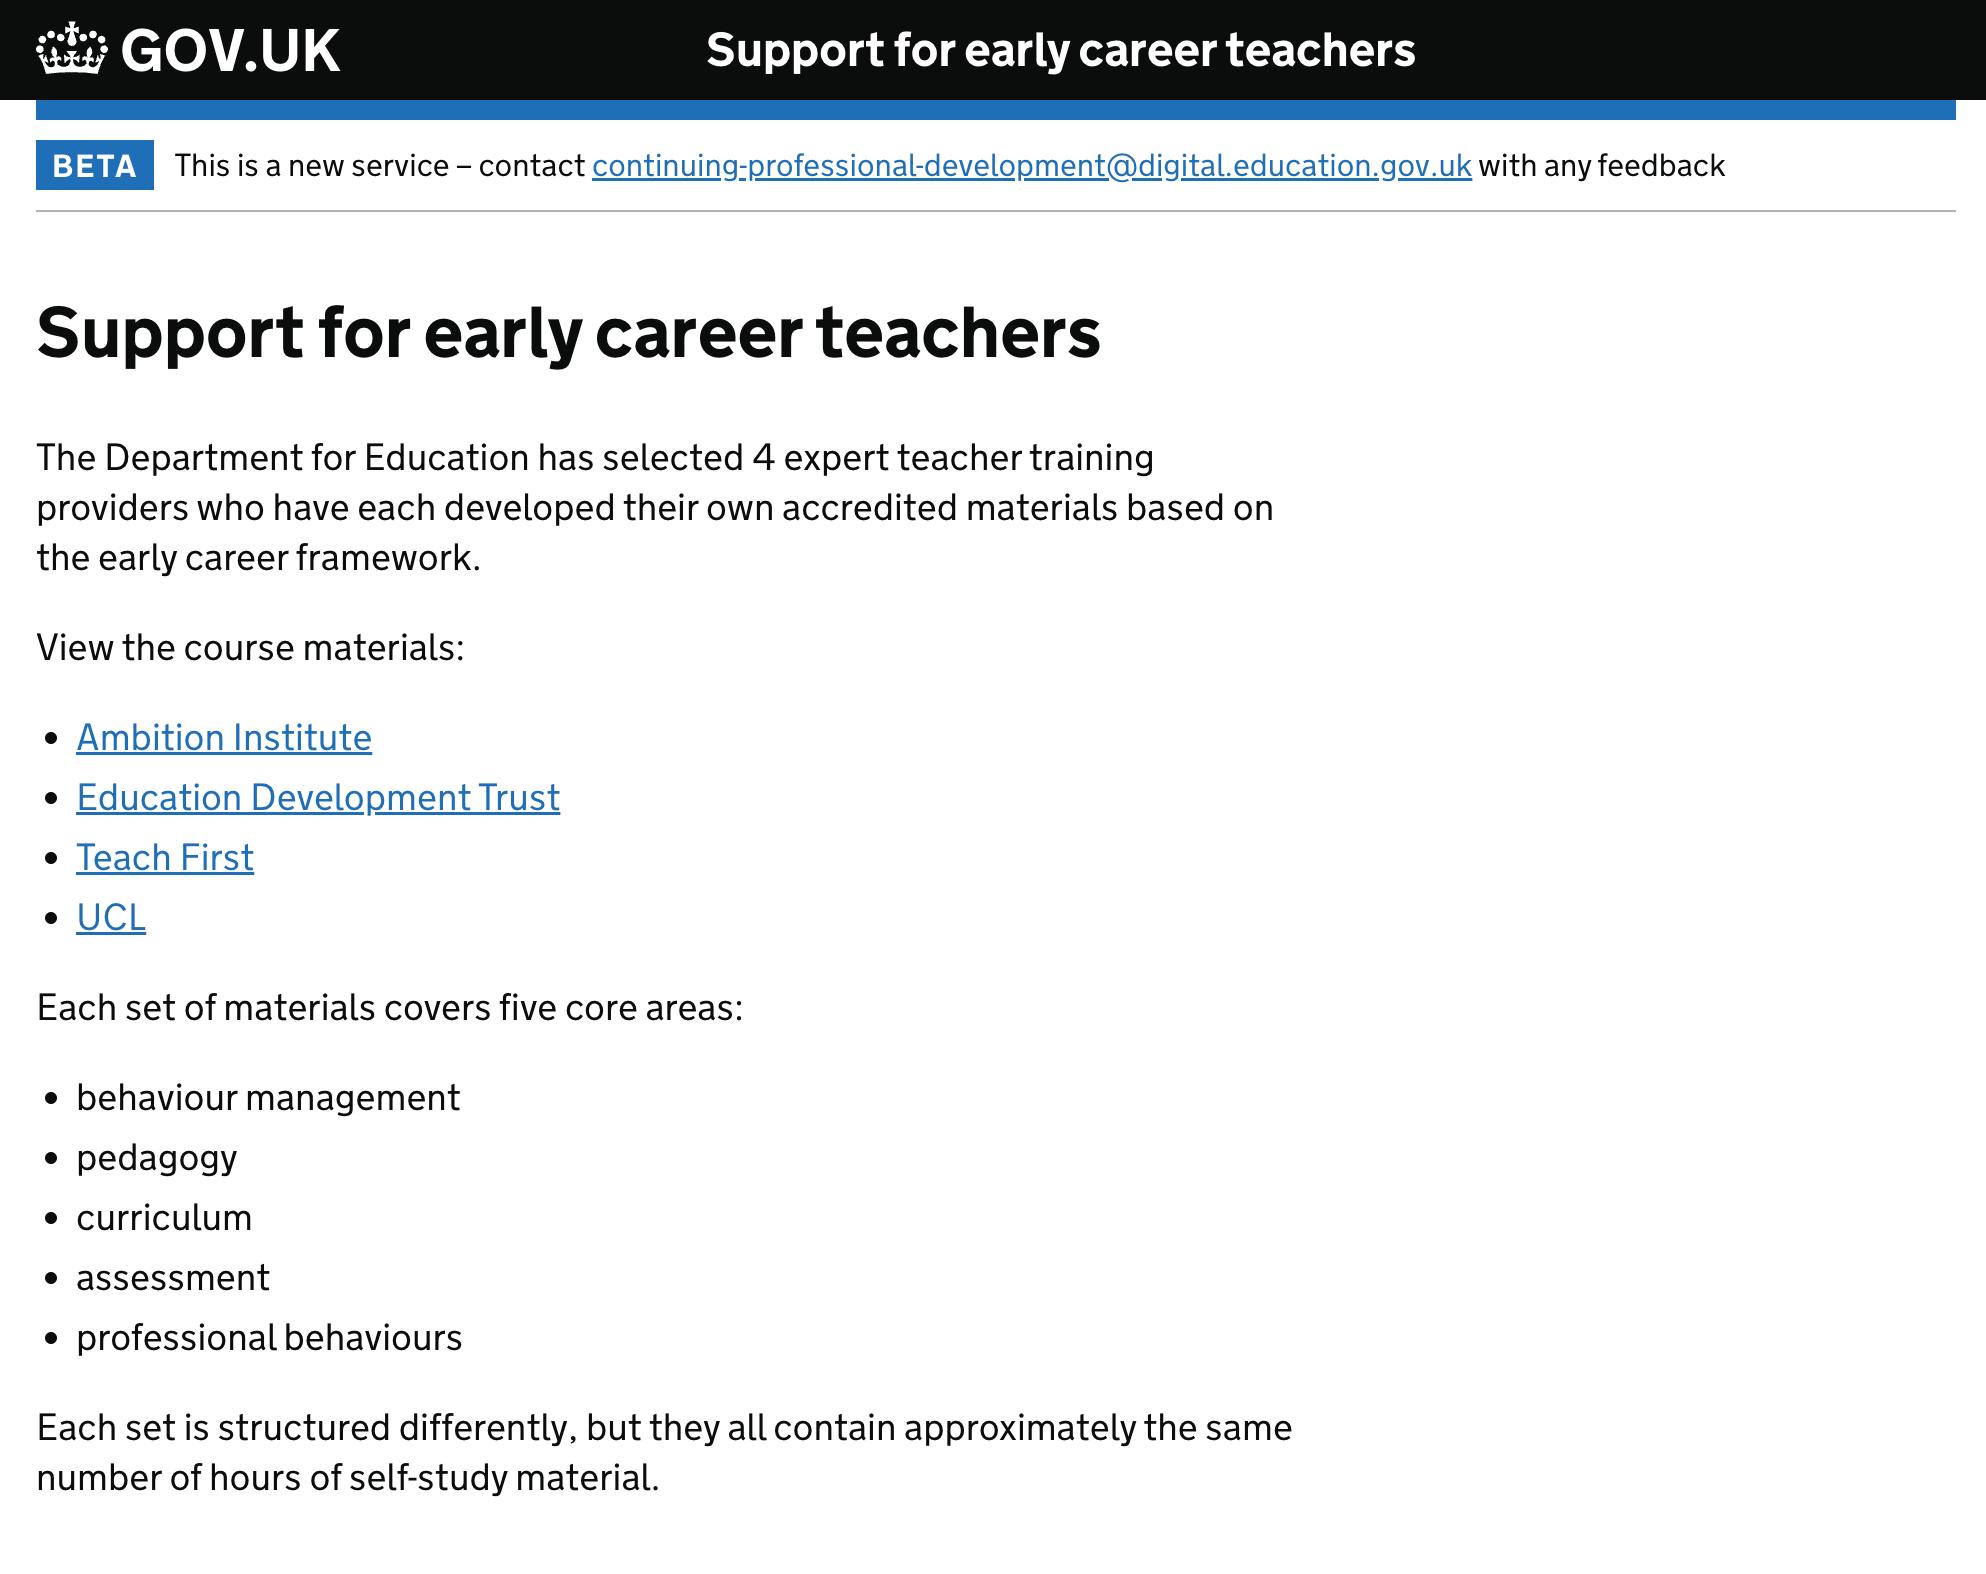 GOV.UK
Support for early career teachers
BETA This is a new service – contact continuing-professional-development@digital.education.gov.uk with any feedback
Support for early career teachers
The Department for Education has selected 4 expert teacher training
providers who have each developed their own accredited materials based on
the early career framework.
View the course materials:
• Ambition Institute
• Education Development Trust
• Teach First
• UCL
Each set of materials covers five core areas:
• behaviour management
• pedagogy
• curriculum
• assessment
• professional behaviours
Each set is structured differently, but they all contain approximately the same
number of hours of self-study material.